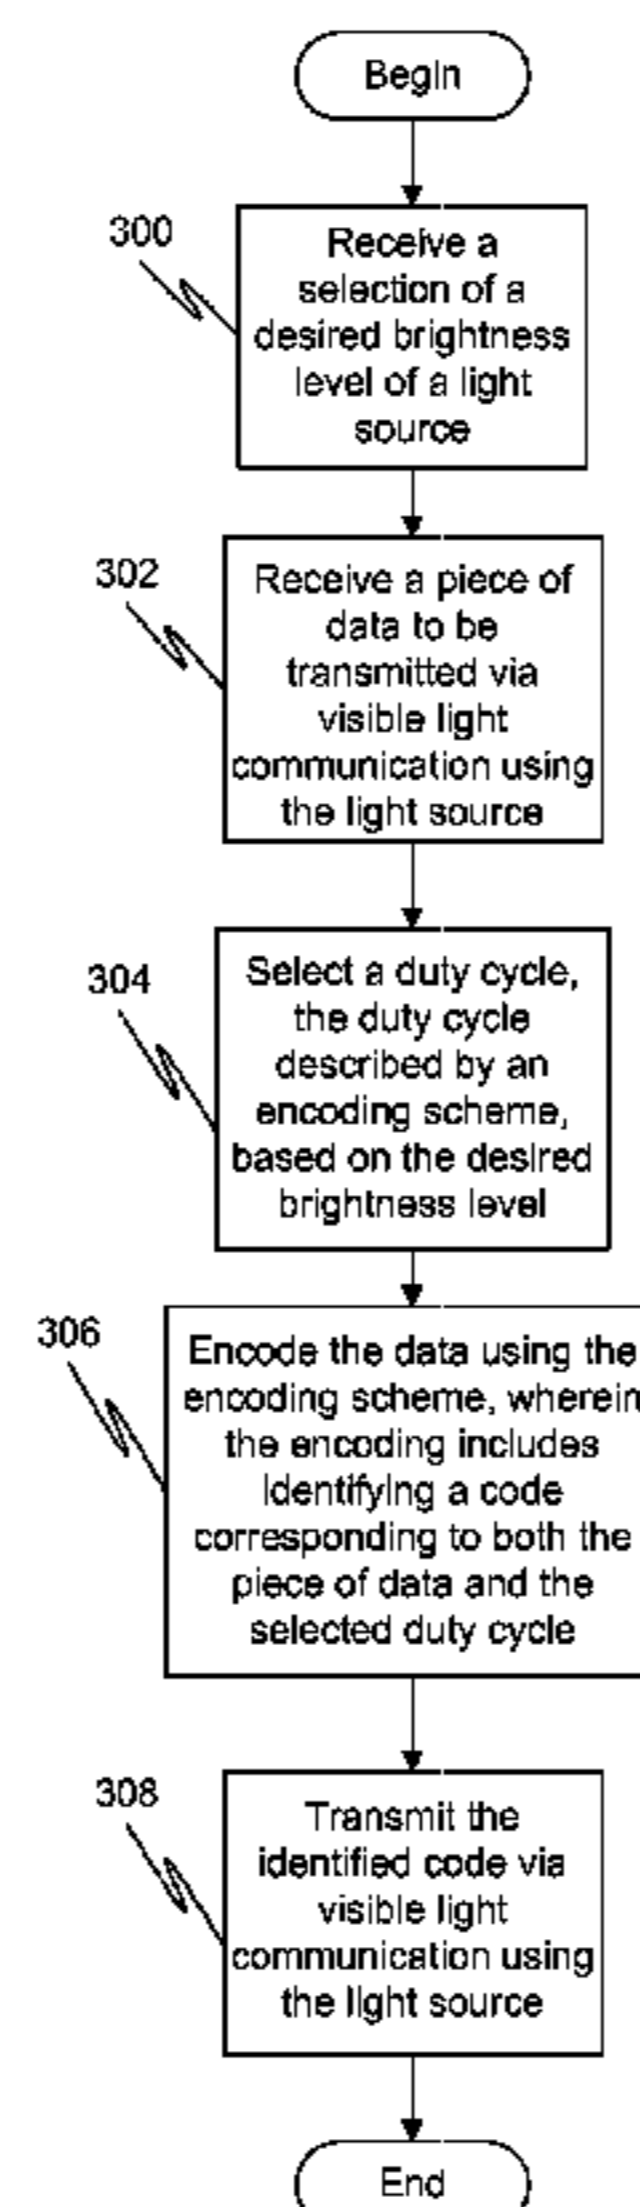 Begin
300
Receive a
selection of a
desired brightness
level of a light
source
302
Receive a piece of
data to be
transmitted via
visible light
communication using
the light source
304
Select a duty cycle,
the duty cycle
described by an
encoding scheme,
based on the desired
brightness level
306
Encode the data using the
encoding scheme, wherein
the encoding includes
identifying a code
corresponding to both the
piece of data and the
selected duty cycle
308
Transmit the
identified code via
visible light
communication using
the light source
End